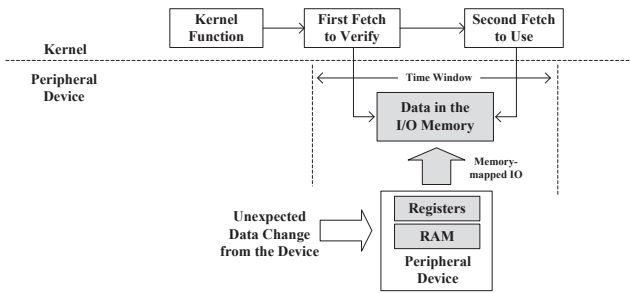 Kernel
Function
First Fetch
to Verify
Second Fetch
to Use
Kernel
Peripheral
Device
Time Window
Data in the
I/O Memory
Memory-
mapped IO
Unexpected
Data Change
from the Device
Registers
RAM
Peripheral
Device